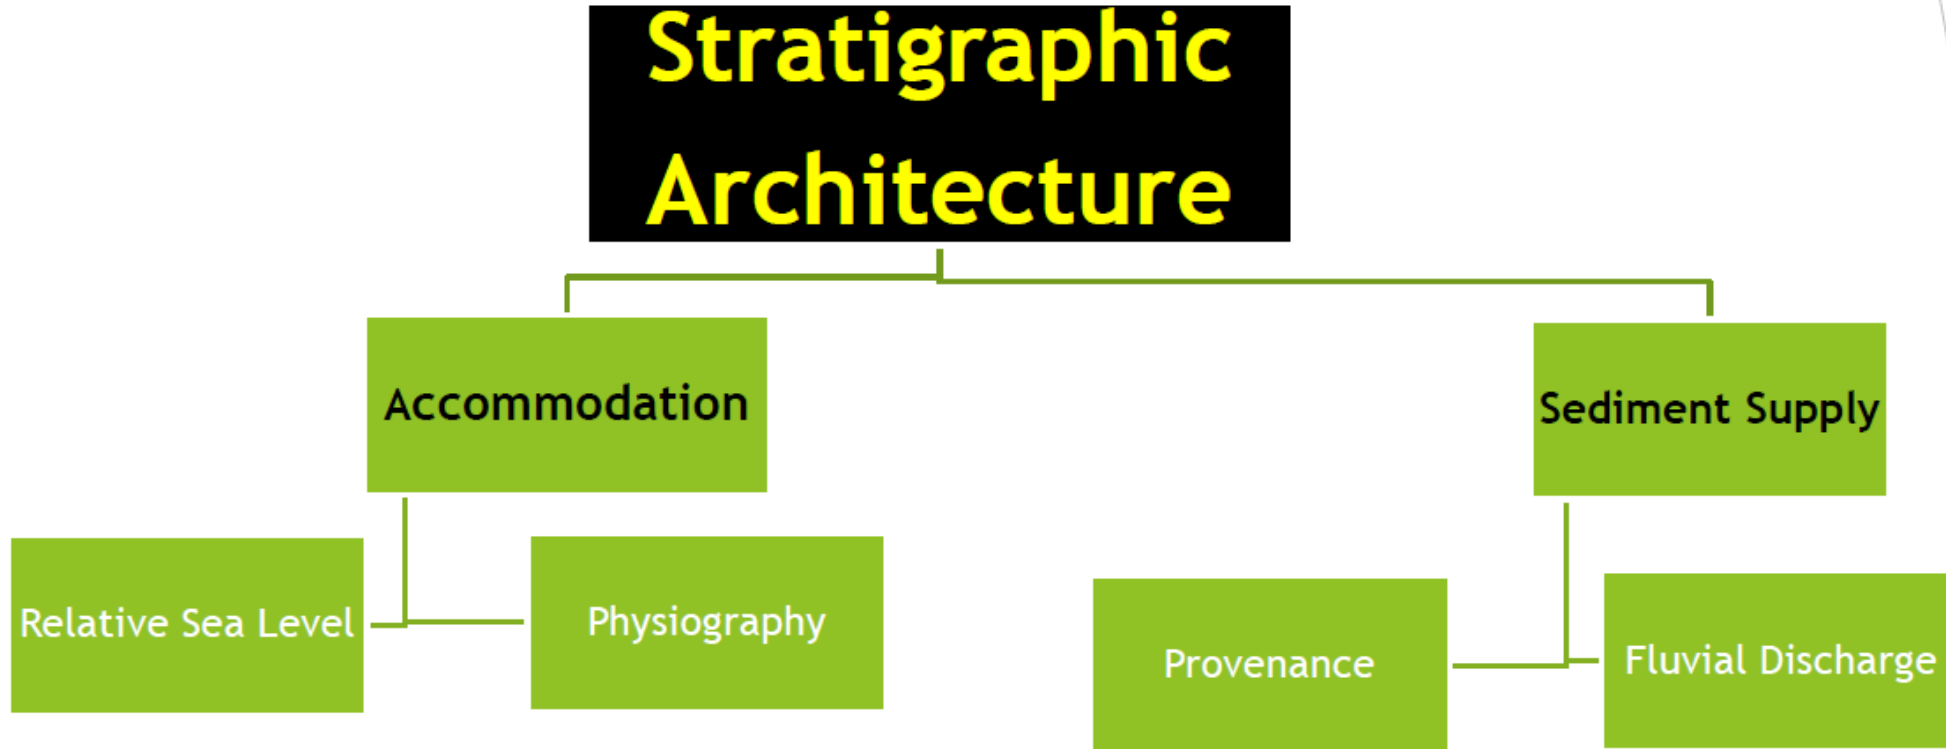 Stratigraphic
Architecture
Accommodation
Sediment Supply
Relative Sea Level
Physiography
Provenance
Fluvial Discharge